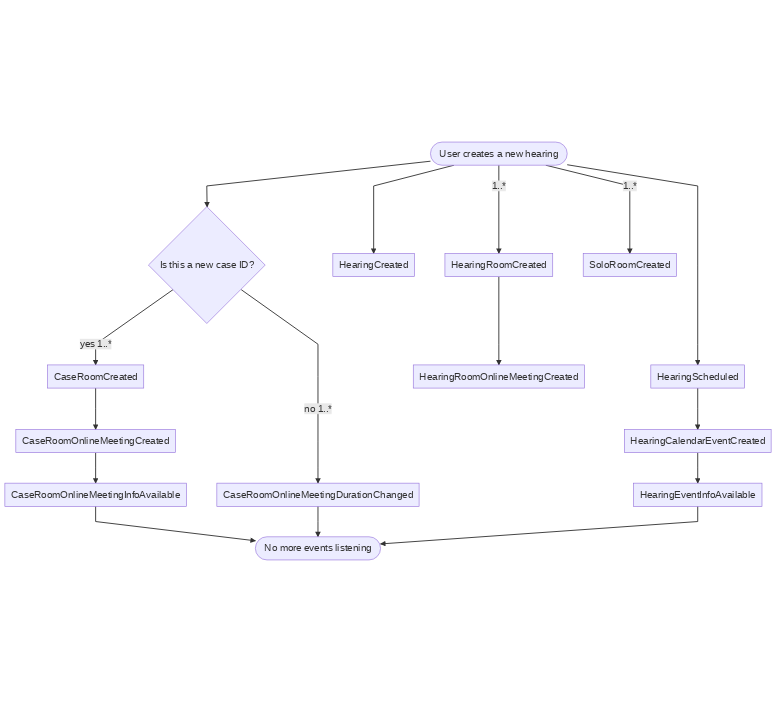 User creates a new hearing
1..*
1..*
Is this a new case ID?
HearingCreated
HearingRoomCreated
SoloRoomCreated
yes 1..*
CaseRoomCreated
HearingRoomOnlineMeetingCreated
HearingScheduled
no 1..*
CaseRoomOnlineMeetingCreated
HearingCalendarEventCreated
CaseRoomOnlineMeetingInfoAvailable
CaseRoomOnlineMeetingDurationChanged
HearingEventInfoAvailable
No more events listening